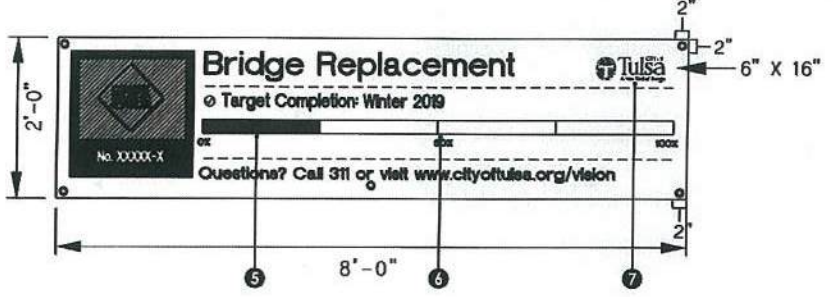 2"
Bridge Replacement
Tulsa
2"
6" X 16"
Target Completion: Winter 2019
2'-0"
0%
50%
100%
No. XXXXX-X
Questions? Call 311 or visit www.cityoftulsa.org/vision
2"
8'-0"
5
6
7